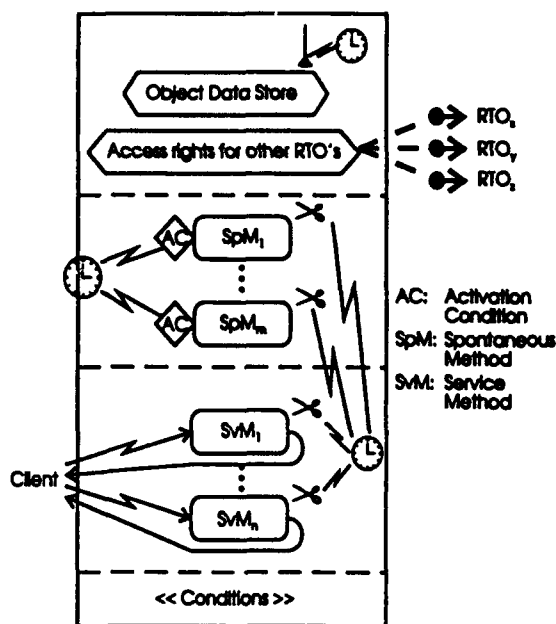 Object Data Store
Access rights for other RTO's
RTOx
RTOy
RTOz
AC
SpM1
AC
SpMm
AC: Activation
Condition
SpM: Spontaneous
Method
SvM: Service
Method
SvM1
Client
SvMn
<< Conditions >>